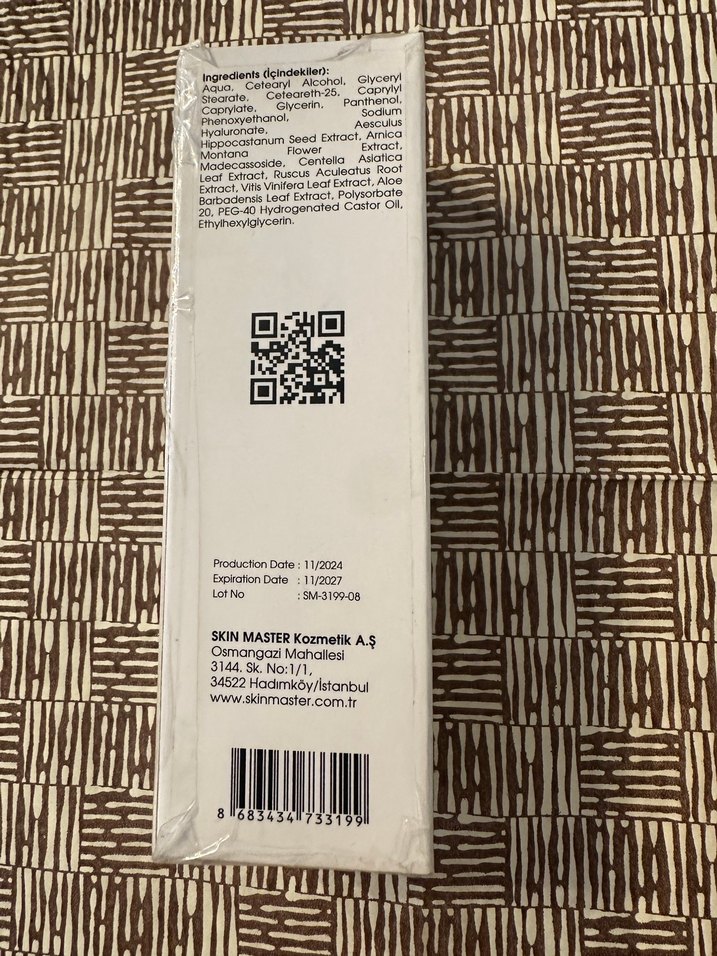 Ingredients (İçindekiler):
Aqua, Cetearyl Alcohol, Glyceryl
Stearate, Ceteareth-25, Caprylyl
Caprylate, Glycerin, Panthenol,
Phenoxyethanol, Sodium
Hyaluronate, Aesculus
Hippocastanum Seed Extract, Arnica
Montana Flower Extract,
Madecassoside, Centella Asiatica
Leaf Extract, Ruscus Aculeatus Root
Extract, Vitis Vinifera Leaf Extract, Aloe
Barbadensis Leaf Extract, Polysorbate
20, PEG-40 Hydrogenated Castor Oil,
Ethylhexylglycerin.
Production Date : 11/2024
Expiration Date : 11/2027
Lot No : SM-3199-08
SKIN MASTER Kozmetik A.Ş
Osmangazi Mahallesi
3144. Sk. No:1/1,
34522 Hadımköy/İstanbul
www.skinmaster.com.tr
8 683434 733199